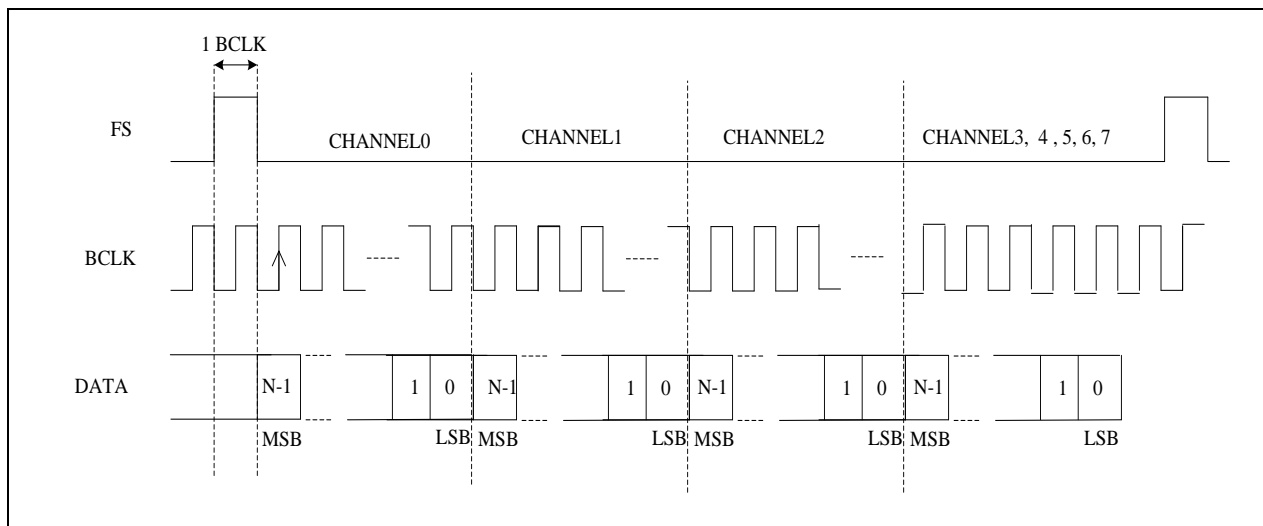 1 BCLK
FS
CHANNEL0 CHANNEL1 CHANNEL2 CHANNEL3, 4 , 5, 6, 7
BCLK
DATA
N-1 1 0 N-1 1 0 N-1 1 0 N-1 1 0
MSB LSB MSB LSB MSB LSB MSB LSB